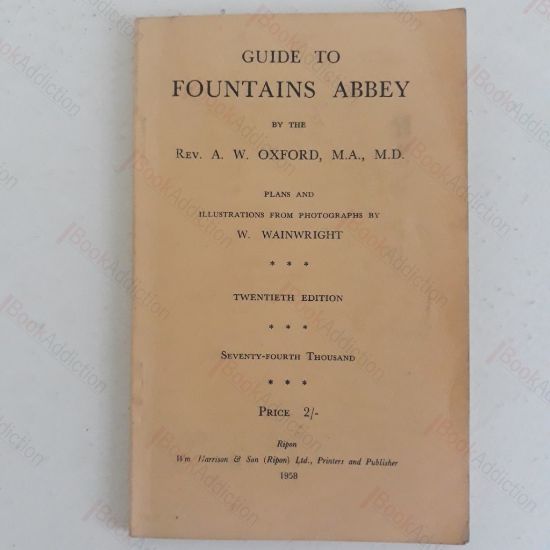 GUIDE TO
FOUNTAINS ABBEY
BY THE
REV. A. W. OXFORD, M.A., M.D.
PLANS AND
ILLUSTRATIONS FROM PHOTOGRAPHS BY
W. WAINWRIGHT
* * *
TWENTIETH EDITION
* * *
SEVENTY-FOURTH THOUSAND
* * *
PRICE 2/-
Ripon
Wm Harrison & Son (Ripon) Ltd., Printers and Publisher
1958
BookAddiction